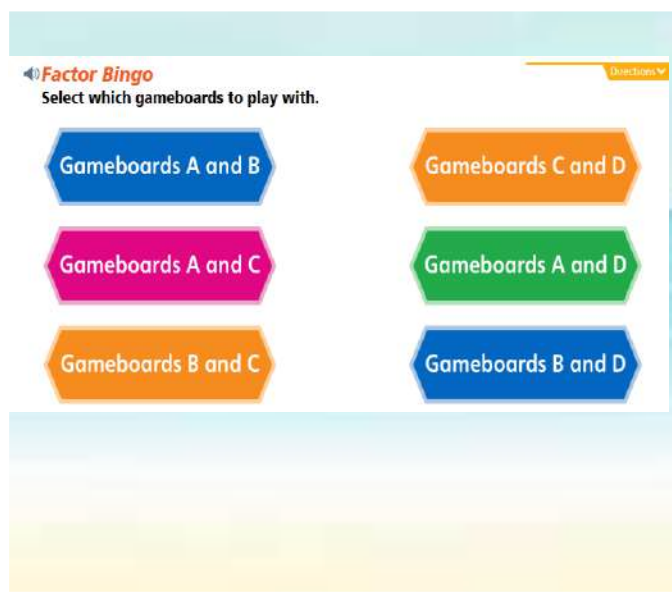 Factor Bingo
Directions
Select which gameboards to play with.
Gameboards A and B
Gameboards C and D
Gameboards A and C
Gameboards A and D
Gameboards B and C
Gameboards B and D